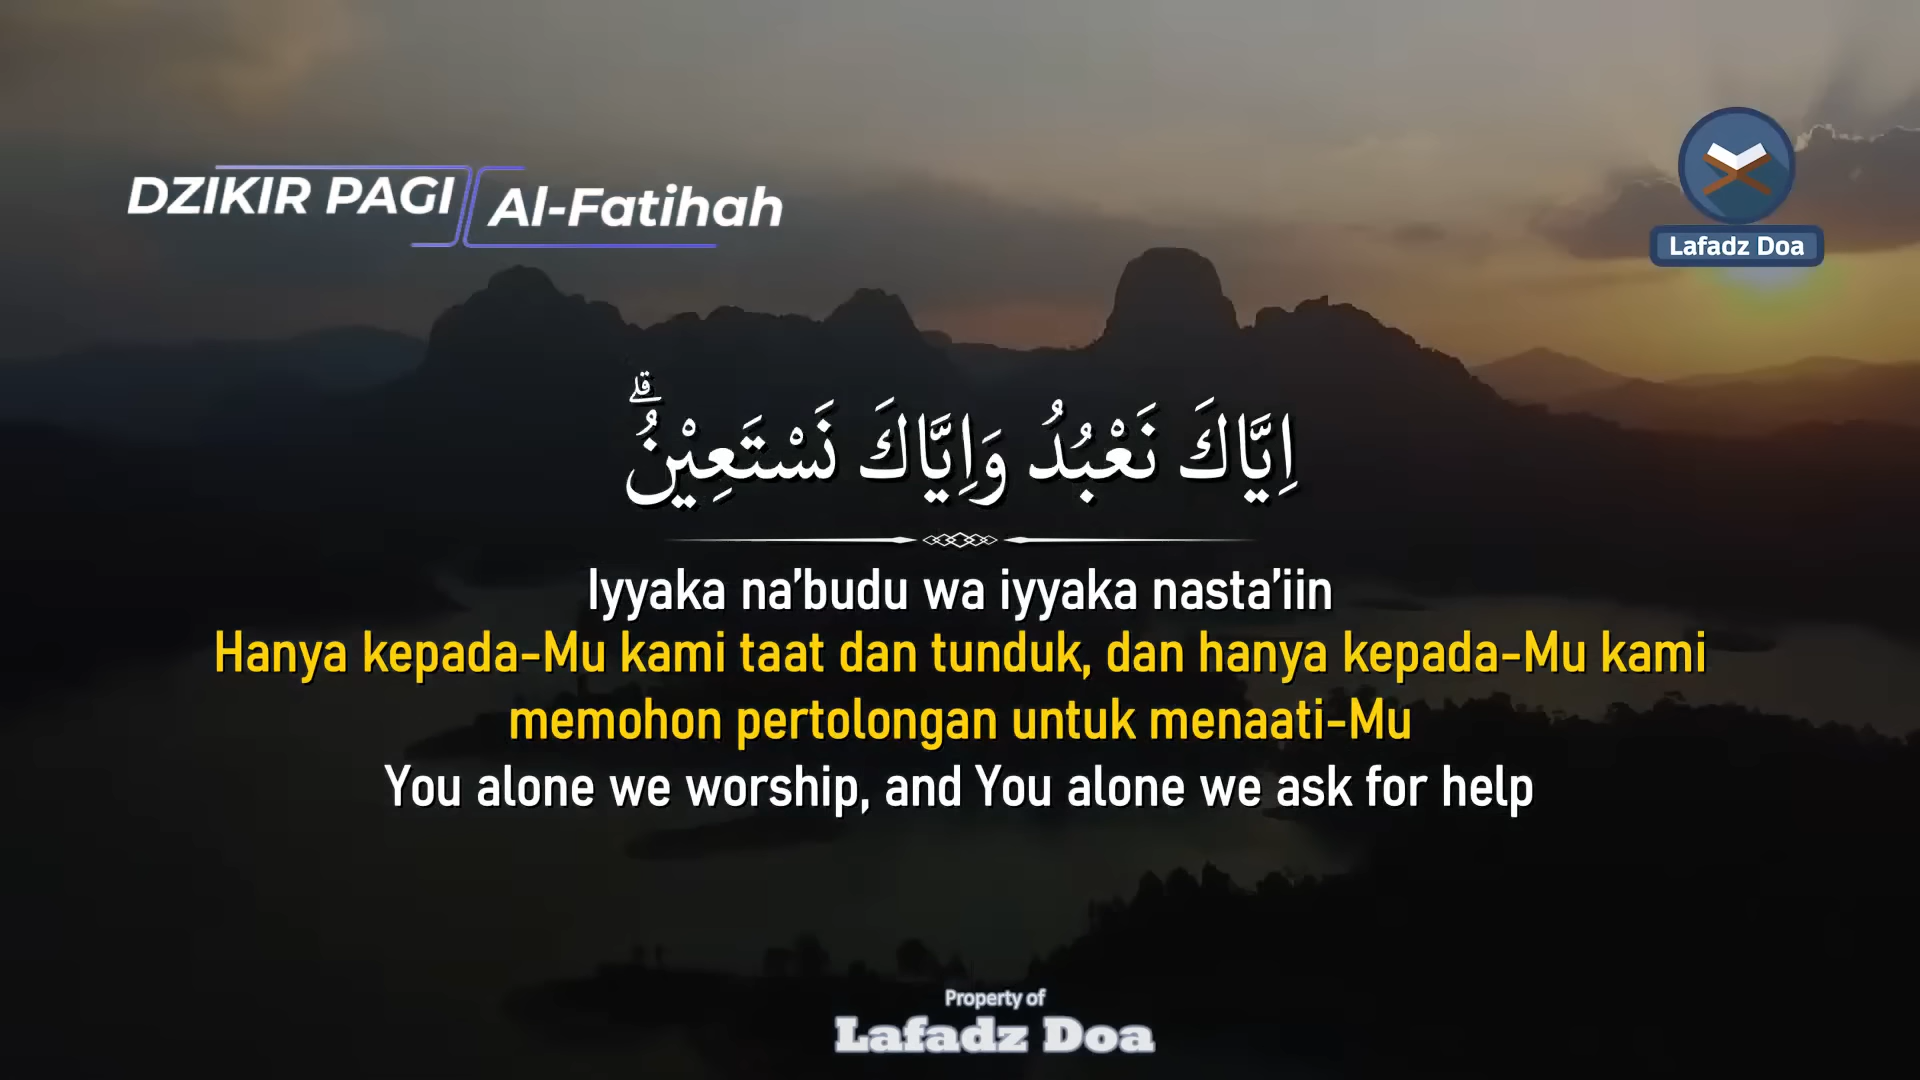 DZIKIR PAGI
Al-Fatihah
Lafadz Doa
اِيَّاكَ نَعْبُدُ وَاِيَّاكَ نَسْتَعِيْنُۗ
Iyyaka na’budu wa iyyaka nasta’iin
Hanya kepada-Mu kami taat dan tunduk, dan hanya kepada-Mu kami
memohon pertolongan untuk menaati-Mu
You alone we worship, and You alone we ask for help
Property of
Lafadz Doa